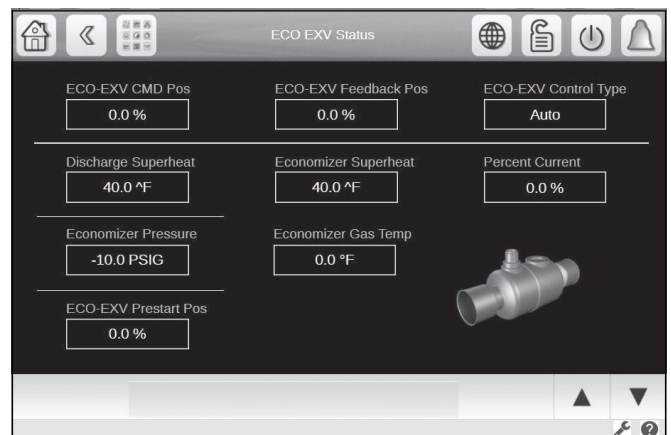 ECO EXV Status
ECO-EXV CMD Pos
ECO-EXV Feedback Pos
ECO-EXV Control Type
0.0 %
0.0 %
Auto
Discharge Superheat
Economizer Superheat
Percent Current
40.0 ^F
40.0 ^F
0.0 %
Economizer Pressure
Economizer Gas Temp
-10.0 PSIG
0.0 °F
ECO-EXV Prestart Pos
0.0 %
?